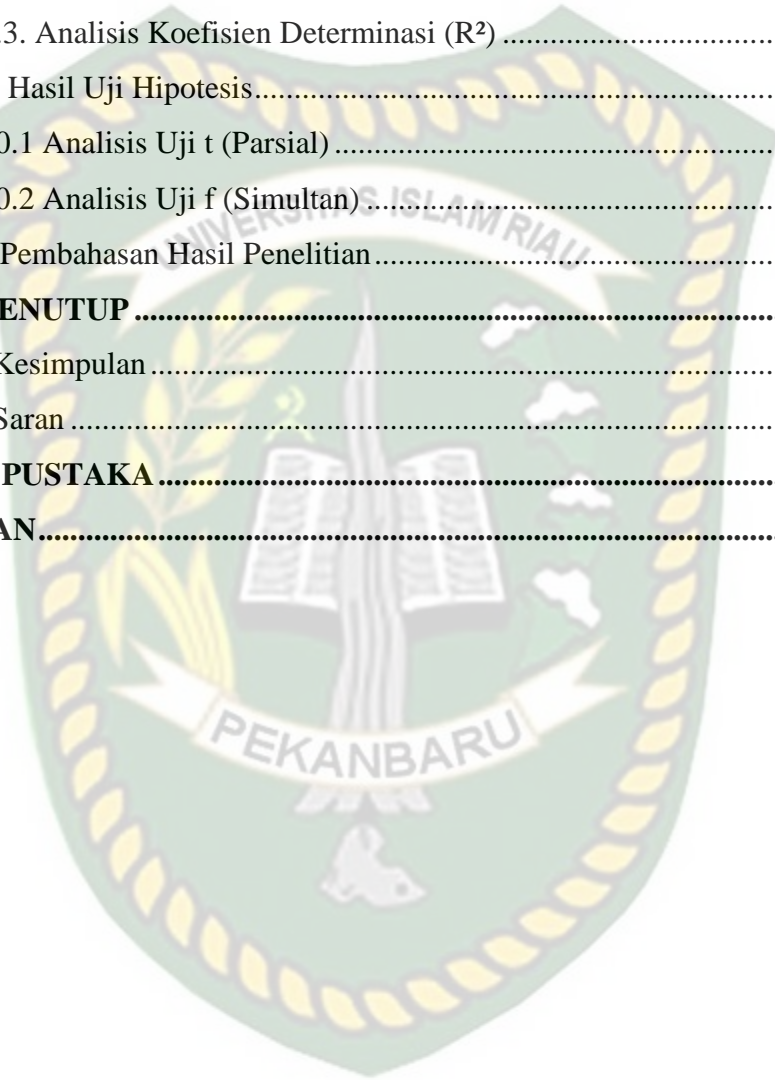 .3. Analisis Koefisien Determinasi (R²) ........................................
Hasil Uji Hipotesis........................................
0.1 Analisis Uji t (Parsial) ........................................
0.2 Analisis Uji f (Simultan) ........................................
UNIVERSITAS ISLAM RIAU
Pembahasan Hasil Penelitian ........................................
ENUTUP ........................................
Kesimpulan ........................................
Saran ........................................
PUSTAKA ........................................
AN ........................................
PEKANBARU